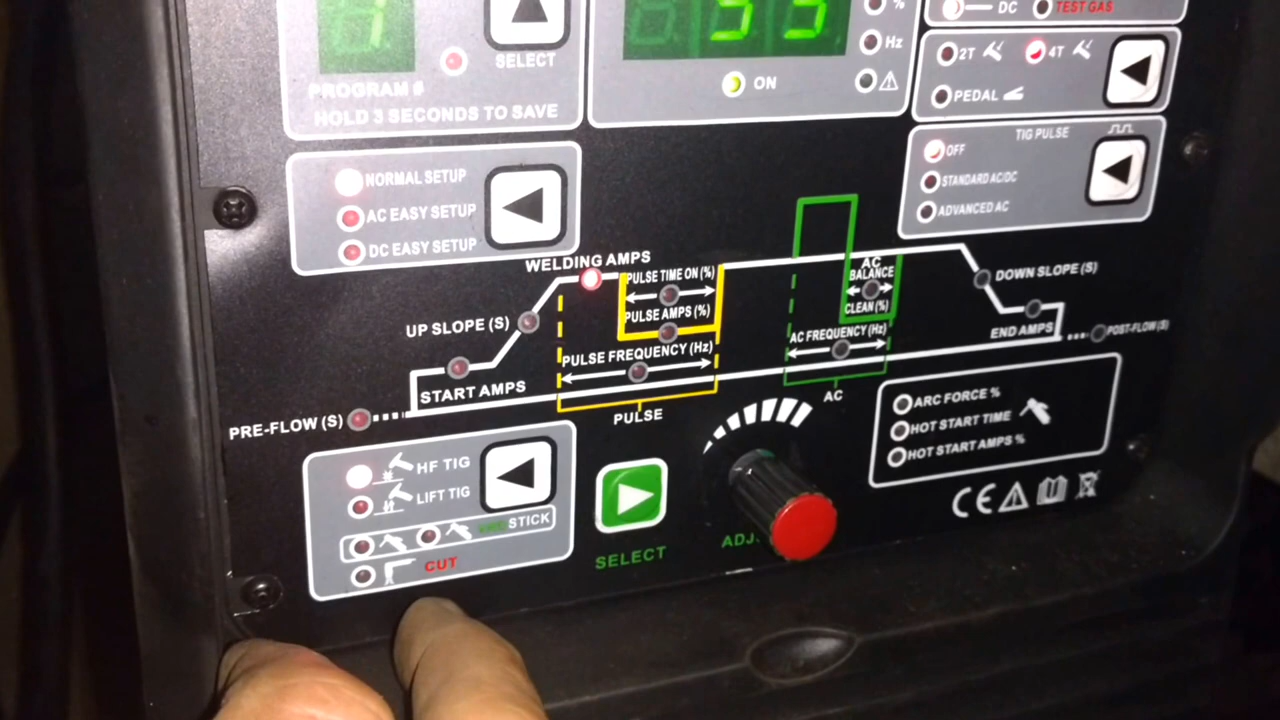 1
SELECT
PROGRAM #
HOLD 3 SECONDS TO SAVE
55
%
Hz
ON
DC
TEST GAS
2T
4T
PEDAL
TIG PULSE
OFF
STANDARD AC/DC
ADVANCED AC
NORMAL SETUP
AC EASY SETUP
DC EASY SETUP
WELDING AMPS
PULSE TIME ON (%)
PULSE AMPS (%)
UP SLOPE (S)
PULSE FREQUENCY (Hz)
START AMPS
PRE-FLOW (S)
PULSE
AC
BALANCE
CLEAN (%)
AC FREQUENCY (Hz)
AC
DOWN SLOPE (S)
END AMPS
POST-FLOW (S)
ARC FORCE %
HOT START TIME
HOT START AMPS %
HF TIG
LIFT TIG
STICK
CUT
SELECT
CE